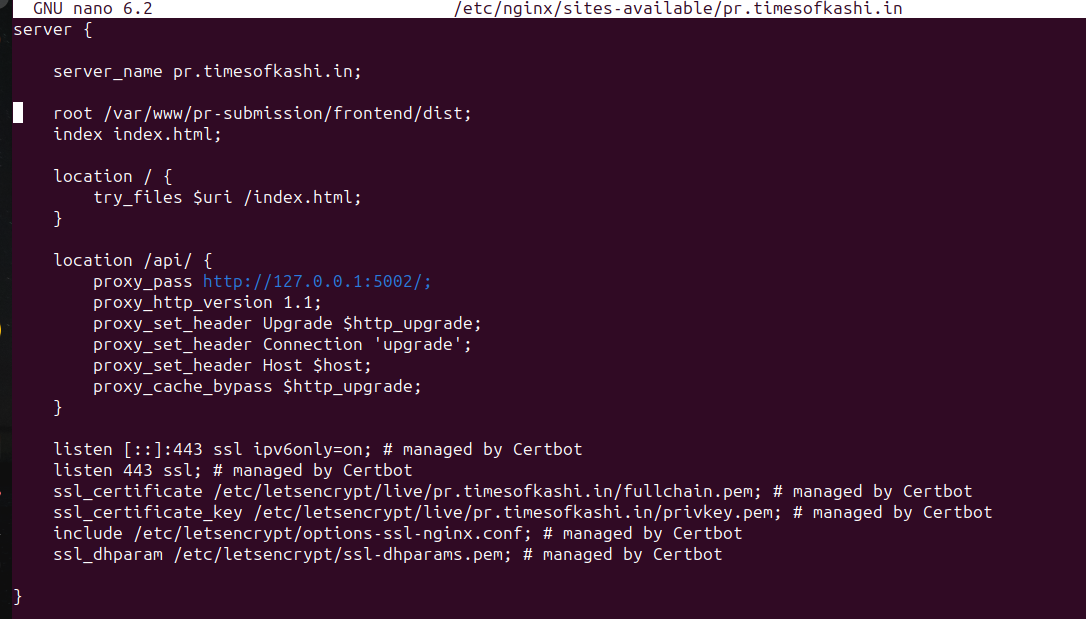 GNU nano 6.2 /etc/nginx/sites-available/pr.timesofkashi.in
server {
server_name pr.timesofkashi.in;
root /var/www/pr-submission/frontend/dist;
index index.html;
location / {
try_files $uri /index.html;
}
location /api/ {
proxy_pass http://127.0.0.1:5002/;
proxy_http_version 1.1;
proxy_set_header Upgrade $http_upgrade;
proxy_set_header Connection 'upgrade';
proxy_set_header Host $host;
proxy_cache_bypass $http_upgrade;
}
listen [::]:443 ssl ipv6only=on; # managed by Certbot
listen 443 ssl; # managed by Certbot
ssl_certificate /etc/letsencrypt/live/pr.timesofkashi.in/fullchain.pem; # managed by Certbot
ssl_certificate_key /etc/letsencrypt/live/pr.timesofkashi.in/privkey.pem; # managed by Certbot
include /etc/letsencrypt/options-ssl-nginx.conf; # managed by Certbot
ssl_dhparam /etc/letsencrypt/ssl-dhparams.pem; # managed by Certbot
}